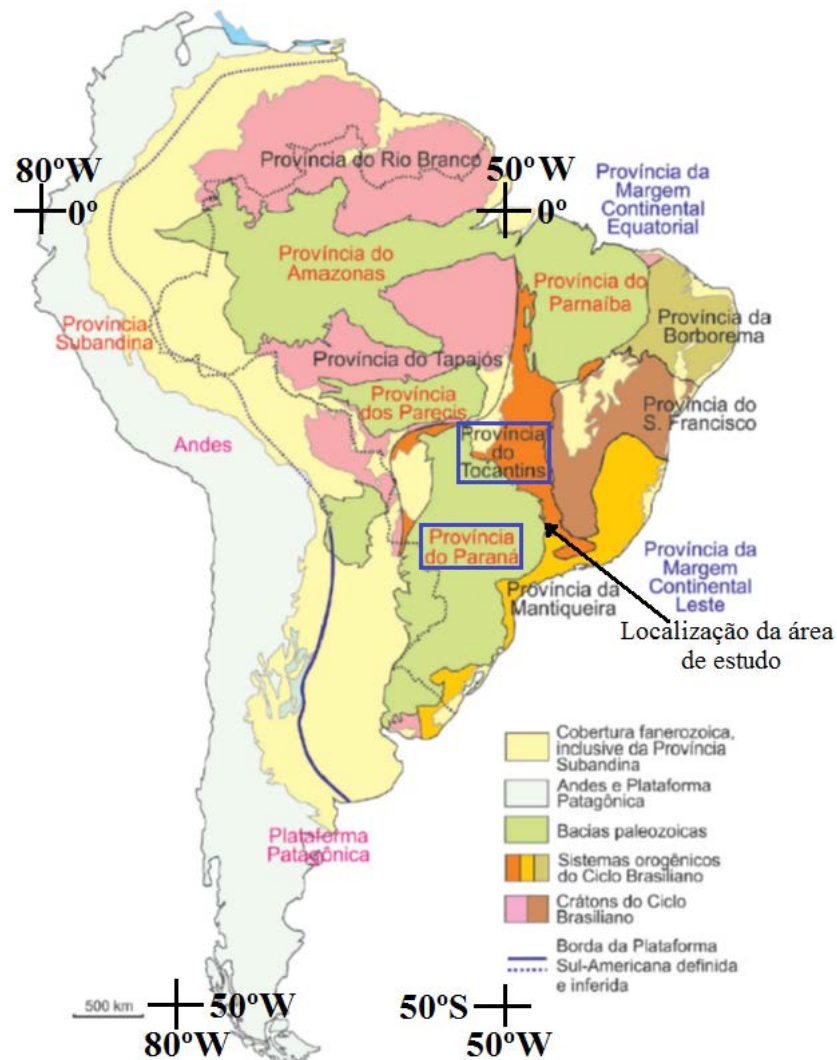 80ºW
0º
50ºW
0º
Província do Rio Branco
Província da
Margem
Continental
Equatorial
Província do
Amazonas
Província do
Parnaíba
Província
Subandina
Província da
Borborema
Província do Tapajós
Província
dos Parecis
Província do
S. Francisco
Andes
Província
do
Tocantins
Província
do Paraná
Província da
Margem
Continental
Leste
Província da
Mantiqueira
Localização da área
de estudo
Cobertura fanerozoica,
inclusive da Província
Subandina
Andes e Plataforma
Patagônica
Bacias paleozoicas
Sistemas orogênicos
do Ciclo Brasiliano
Crátons do Ciclo
Brasiliano
Borda da Plataforma
Sul-Americana definida
e inferida
Plataforma
Patagônica
500 km
50ºW
80ºW
50ºS
50ºW